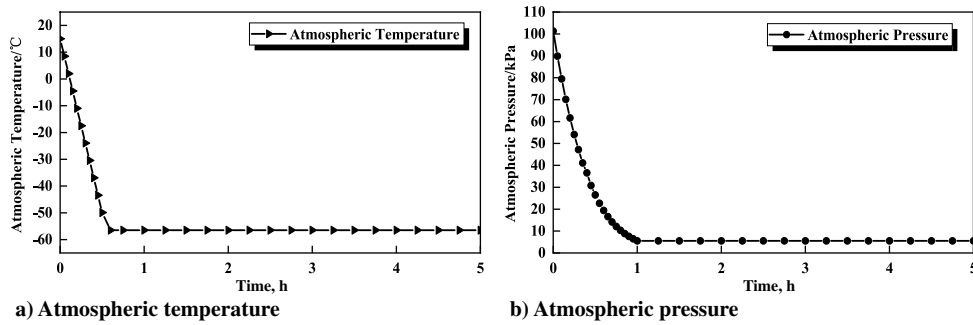 Atmospheric Temperature/℃
20
10
0
-10
-20
-30
-40
-50
-60
Atmospheric Temperature
0 1 2 3 4 5
Time, h
a) Atmospheric temperature
Atmospheric Pressure/kPa
110
100
90
80
70
60
50
40
30
20
10
0
Atmospheric Pressure
0 1 2 3 4 5
Time, h
b) Atmospheric pressure